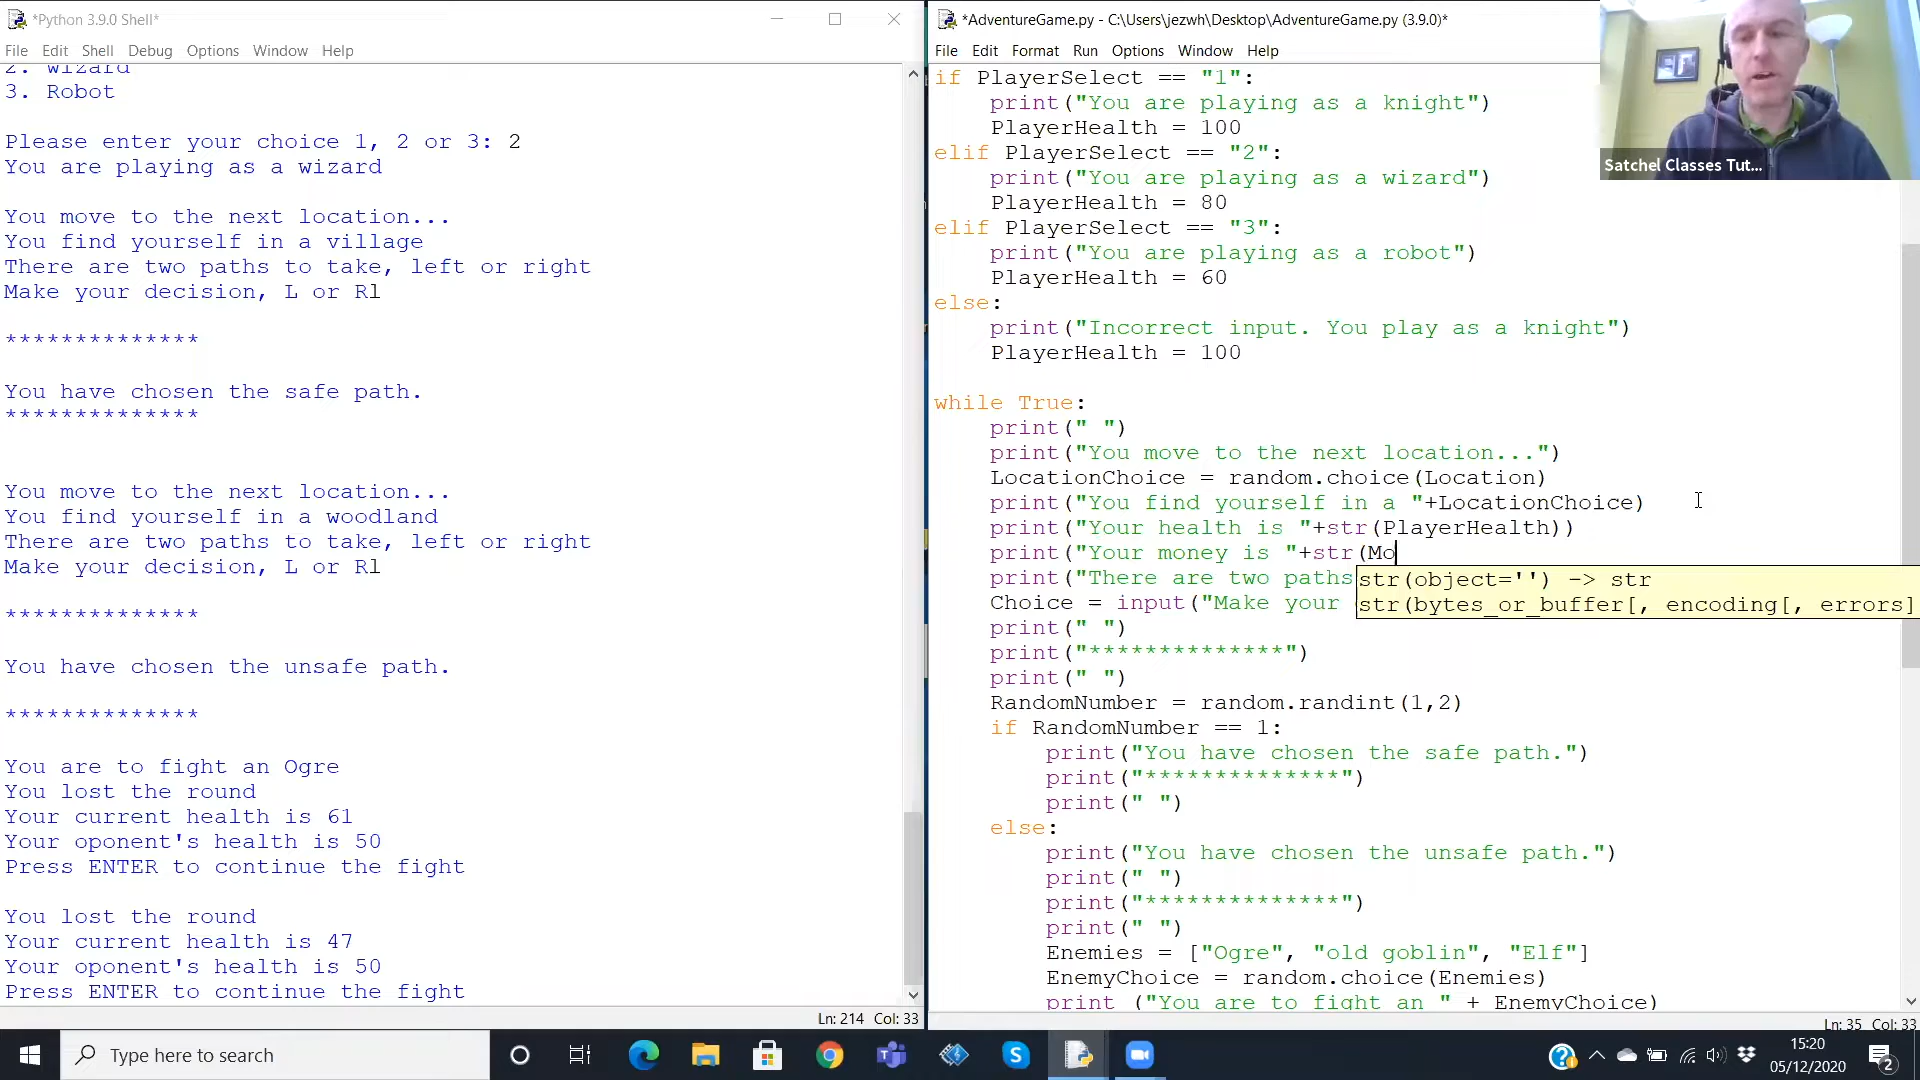 *Python 3.9.0 Shell*
File Edit Shell Debug Options Window Help
2. Wizard
3. Robot
Please enter your choice 1, 2 or 3: 2
You are playing as a wizard
You move to the next location...
You find yourself in a village
There are two paths to take, left or right
Make your decision, L or Rl
**************
You have chosen the safe path.
**************
You move to the next location...
You find yourself in a woodland
There are two paths to take, left or right
Make your decision, L or Rl
**************
You have chosen the unsafe path.
**************
You are to fight an Ogre
You lost the round
Your current health is 61
Your oponent's health is 50
Press ENTER to continue the fight
You lost the round
Your current health is 47
Your oponent's health is 50
Press ENTER to continue the fight
Ln: 214 Col: 33
*AdventureGame.py - C:\Users\jezwh\Desktop\AdventureGame.py (3.9.0)*
File Edit Format Run Options Window Help
if PlayerSelect == "1":
print("You are playing as a knight")
PlayerHealth = 100
elif PlayerSelect == "2":
print("You are playing as a wizard")
PlayerHealth = 80
elif PlayerSelect == "3":
print("You are playing as a robot")
PlayerHealth = 60
else:
print("Incorrect input. You play as a knight")
PlayerHealth = 100
while True:
print(" ")
print("You move to the next location...")
LocationChoice = random.choice(Location)
print("You find yourself in a "+LocationChoice)
print("Your health is "+str(PlayerHealth))
print("Your money is "+str(Mo
print("There are two paths
str(object='') -> str
Choice = input("Make your
str(bytes_or_buffer[, encoding[, errors]
print(" ")
print("**************")
print(" ")
RandomNumber = random.randint(1,2)
if RandomNumber == 1:
print("You have chosen the safe path.")
print("**************")
print(" ")
else:
print("You have chosen the unsafe path.")
print(" ")
print("**************")
print(" ")
Enemies = ["Ogre", "old goblin", "Elf"]
EnemyChoice = random.choice(Enemies)
print ("You are to fight an " + EnemyChoice)
Ln: 35 Col: 33
Satchel Classes Tut...
Type here to search
15:20
05/12/2020
2